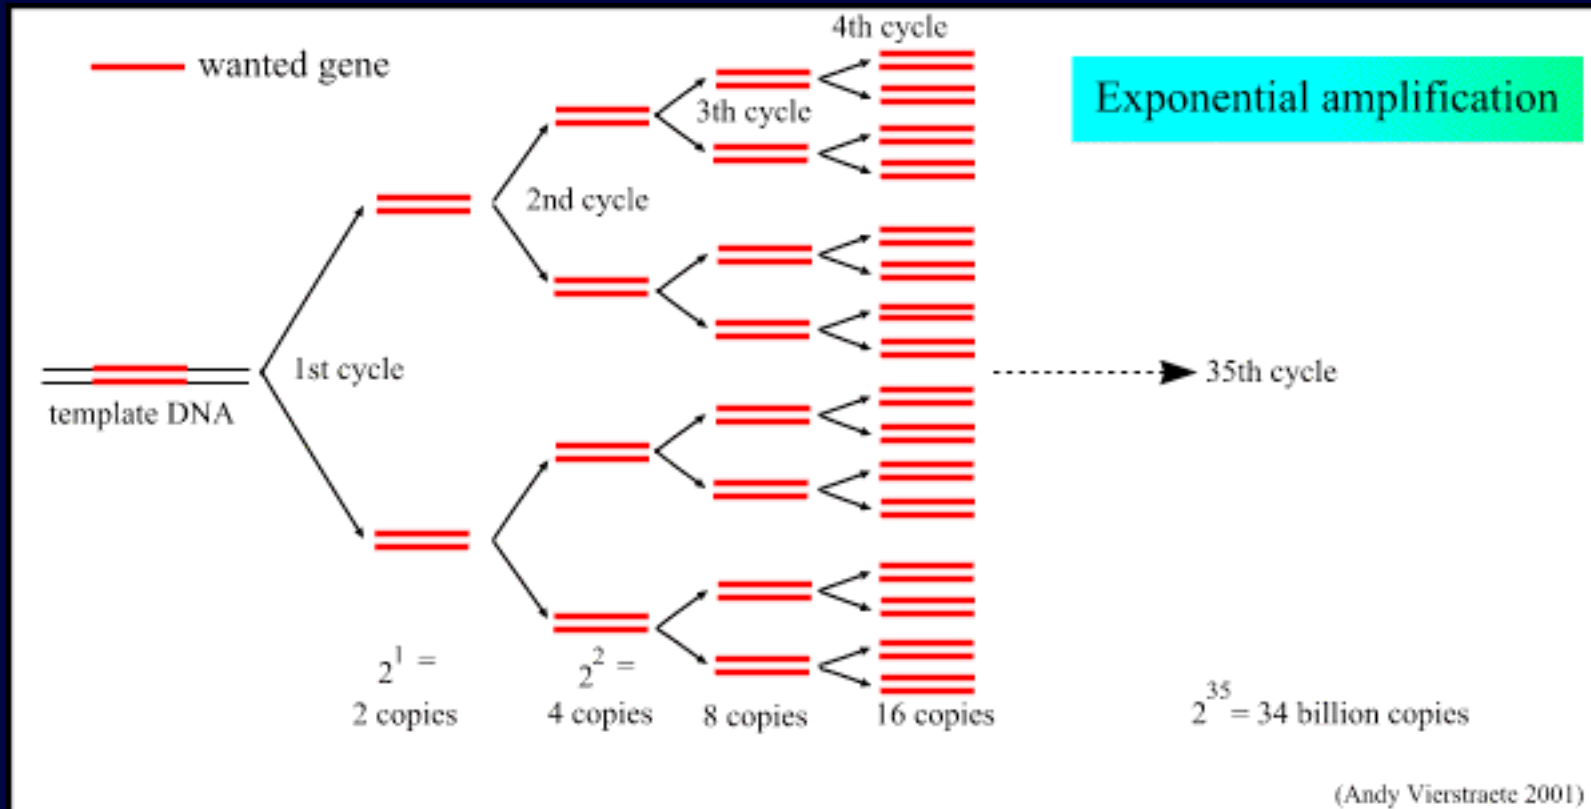 4th cycle
wanted gene
Exponential amplification
3th cycle
2nd cycle
1st cycle
35th cycle
template DNA
2^1 =
2 copies
2^2 =
4 copies
8 copies
16 copies
2^35 = 34 billion copies
(Andy Vierstraete 2001)